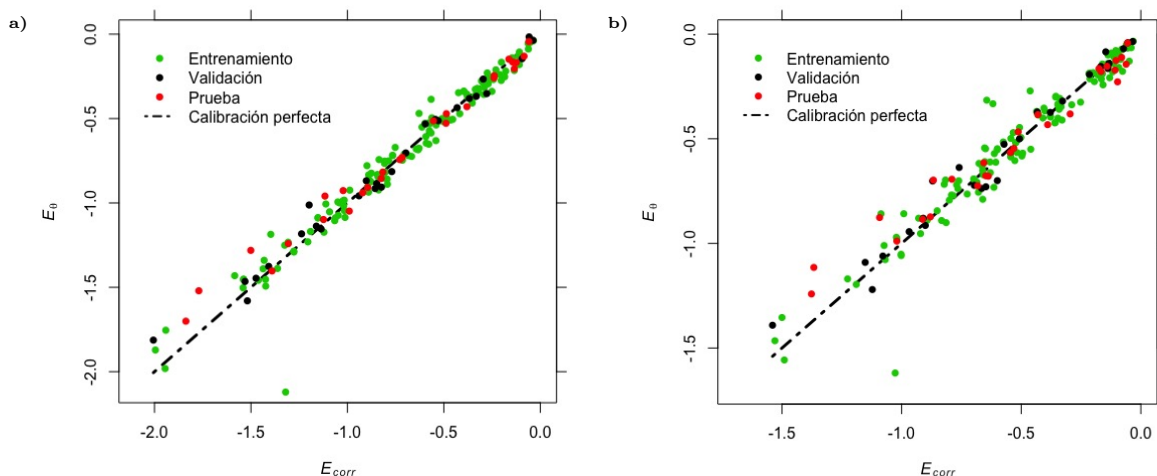 a)
0.0
-0.5
-1.0
-1.5
-2.0
Eθ
Entrenamiento
Validación
Prueba
Calibración perfecta
-2.0 -1.5 -1.0 -0.5 0.0
Ecorr
b)
0.0
-0.5
-1.0
-1.5
Eθ
Entrenamiento
Validación
Prueba
Calibración perfecta
-1.5 -1.0 -0.5 0.0
Ecorr